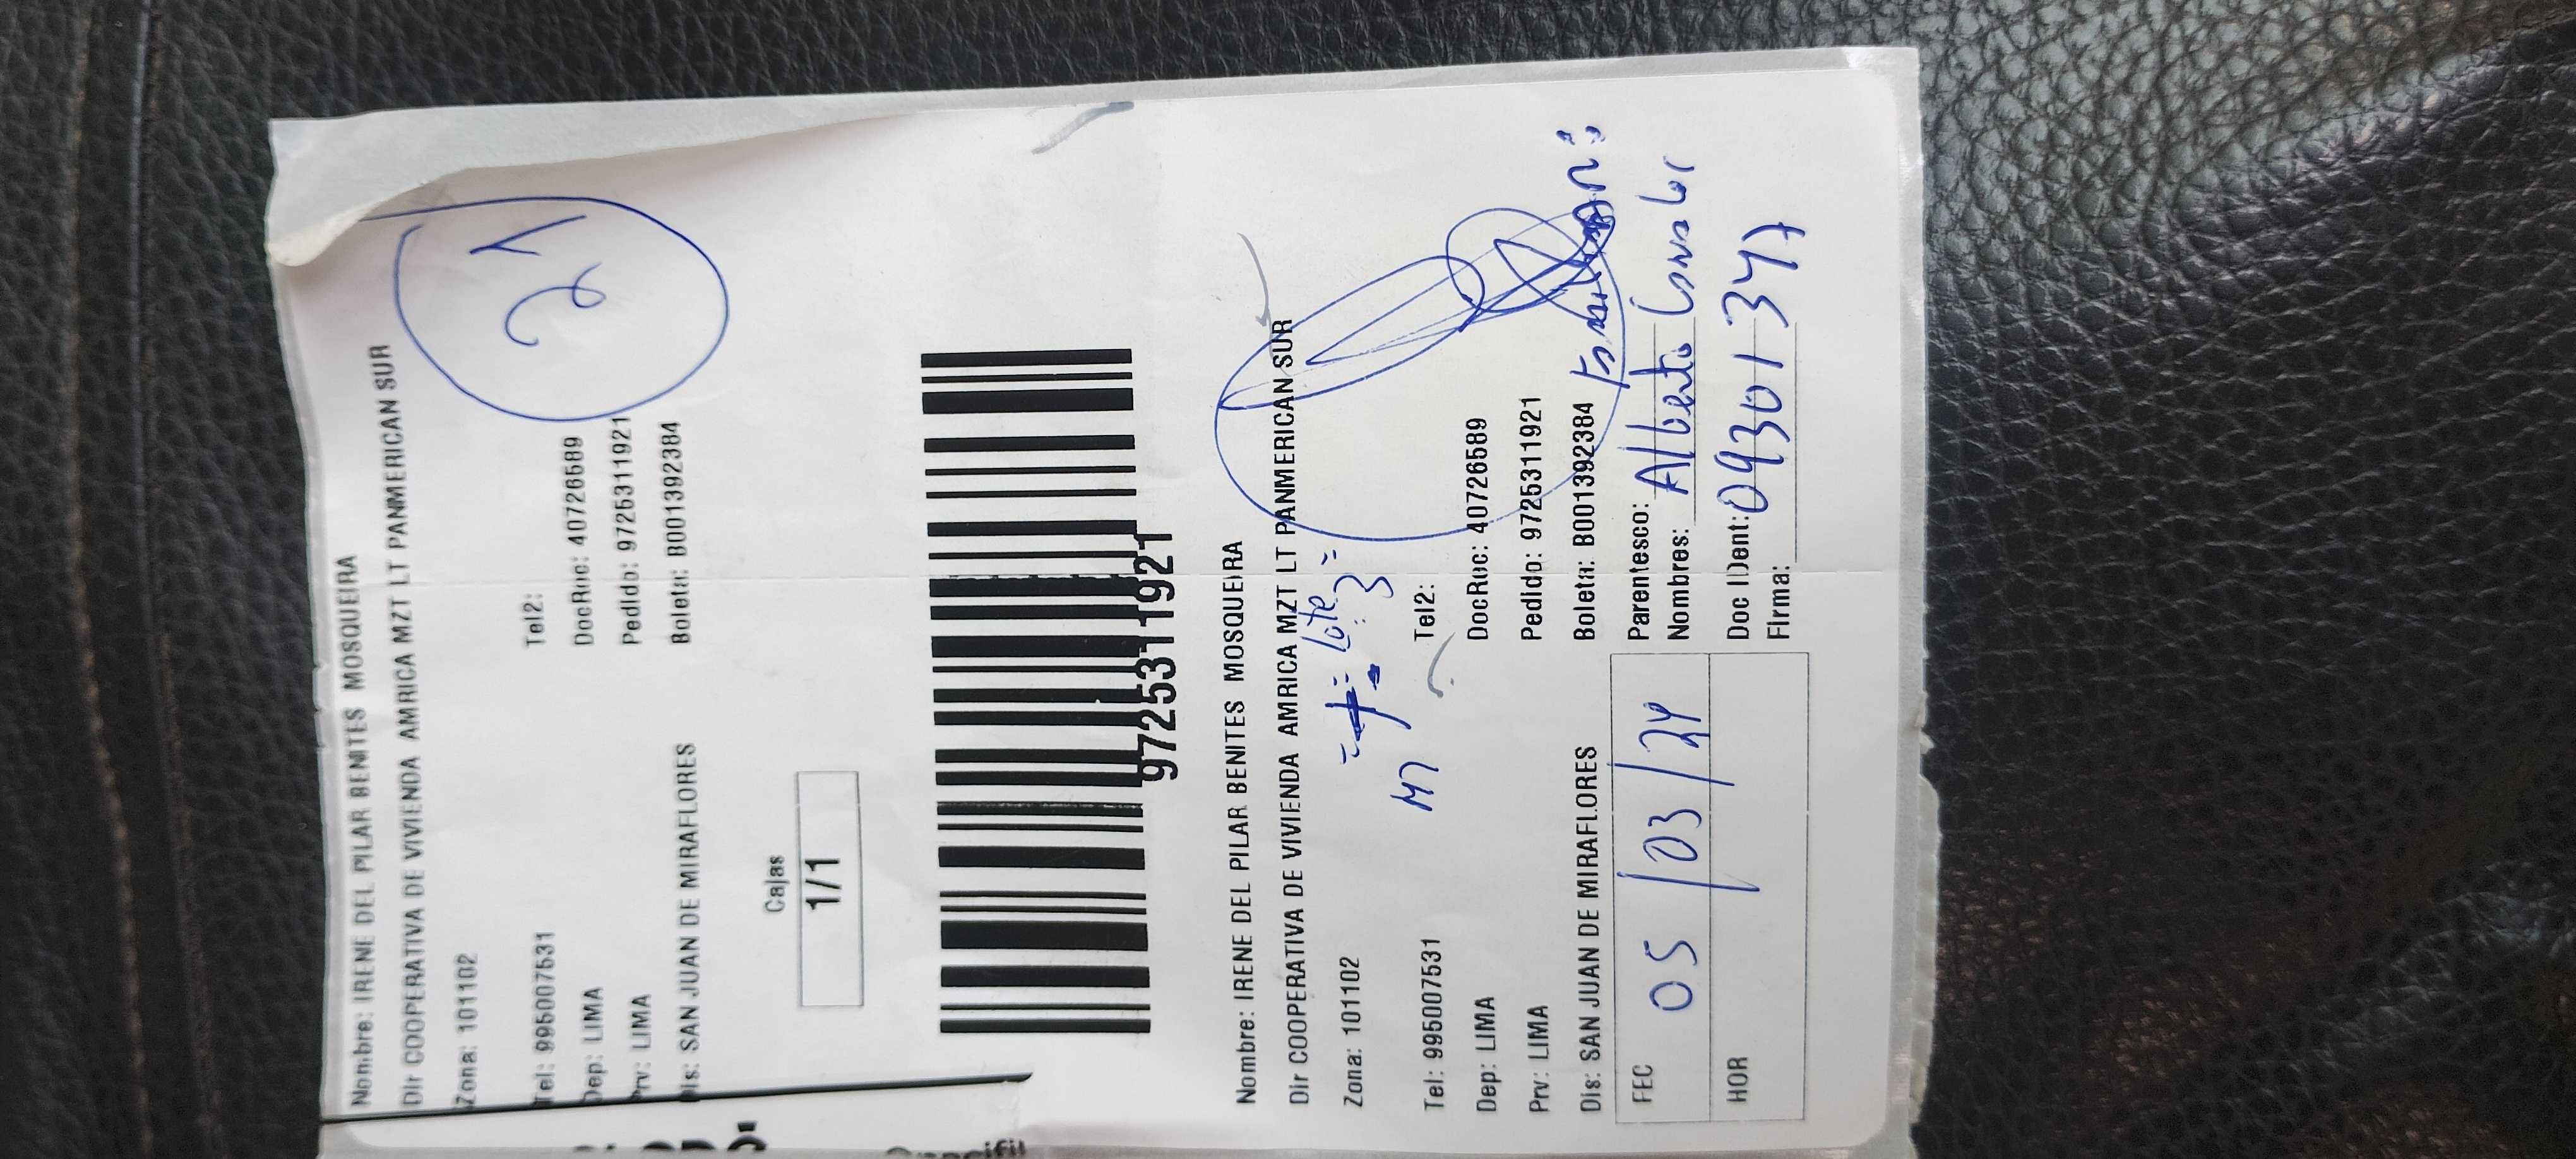 Nombre: IRENE DEL PILAR BENITES MOSQUEIRA
Dir COOPERATIVA DE VIVIENDA AMRICA MZT LT PANMERICAN SUR
Zona: 101102
Tel: 995007531 Tel2:
Dep: LIMA DocRuc: 40726589
Prv: LIMA Pedido: 9725311921
Dis: SAN JUAN DE MIRAFLORES Boleta: B001392384
Cajas
1/1
9725311921
Nombre: IRENE DEL PILAR BENITES MOSQUEIRA
Dir COOPERATIVA DE VIVIENDA AMRICA MZT LT PANMERICAN SUR
Lote
Zona: 101102
3
Tel: 995007531 Tel2:
Dep: LIMA DocRuc: 40726589
Prv: LIMA Pedido: 9725311921
Dis: SAN JUAN DE MIRAFLORES Boleta: B001392384
FEC 05/03/24 Parentesco:
Nombres: Alberto
HOR Doc IDent: 09301347
Firma: